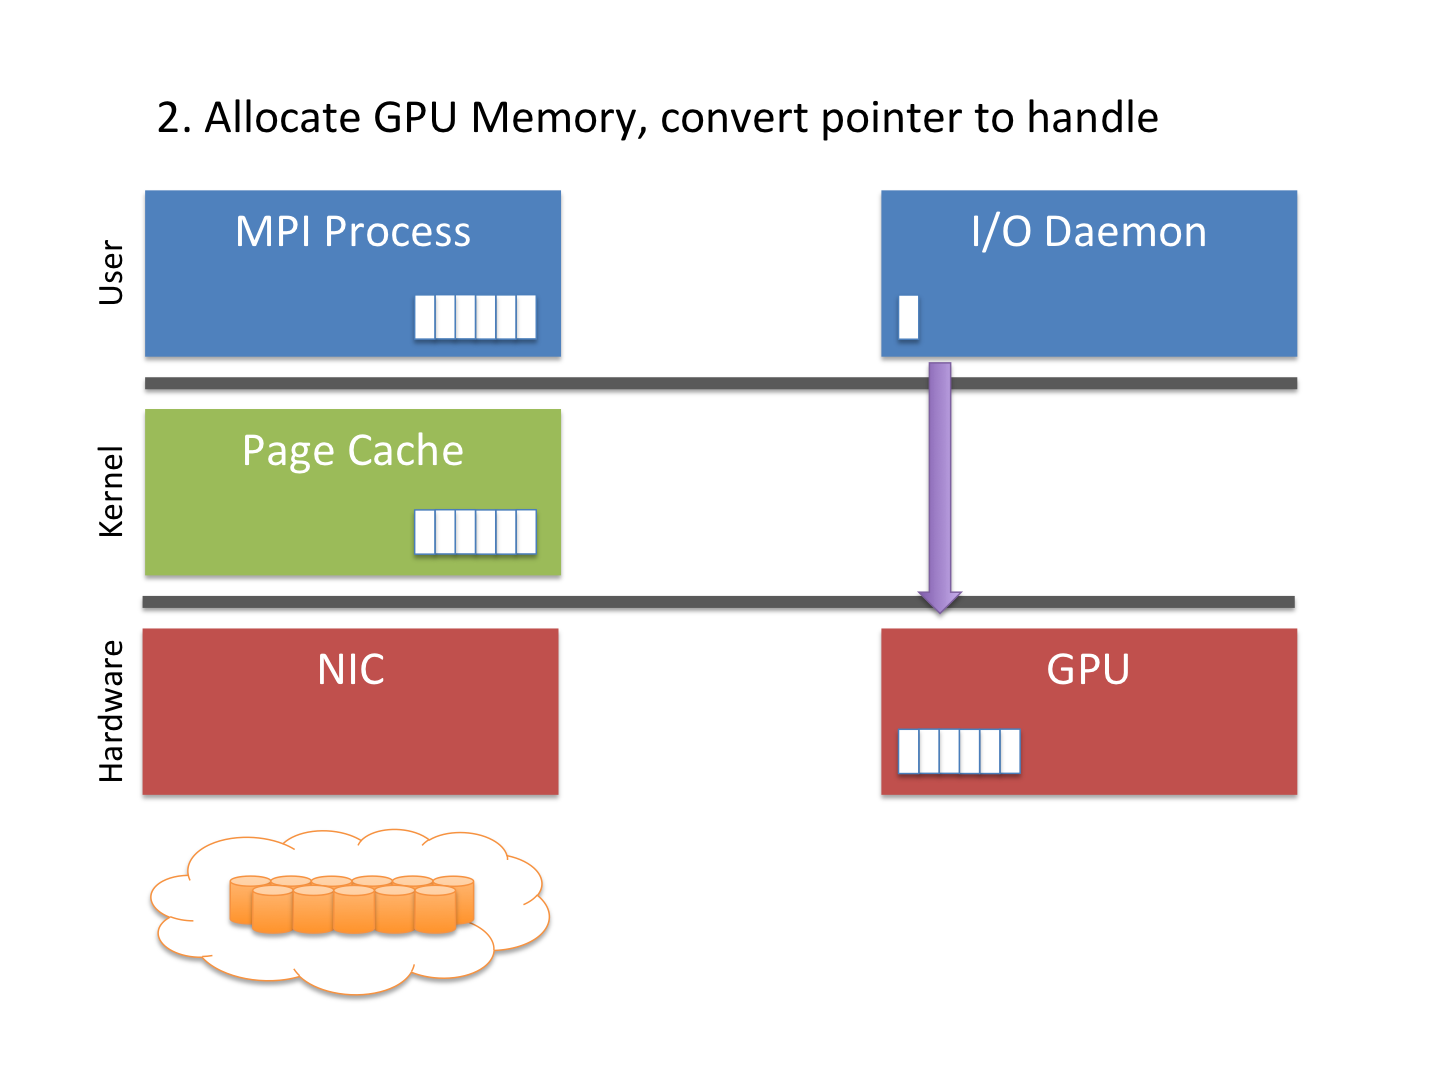 2. Allocate GPU Memory, convert pointer to handle
User
MPI Process
I/O Daemon
Kernel
Page Cache
Hardware
NIC
GPU